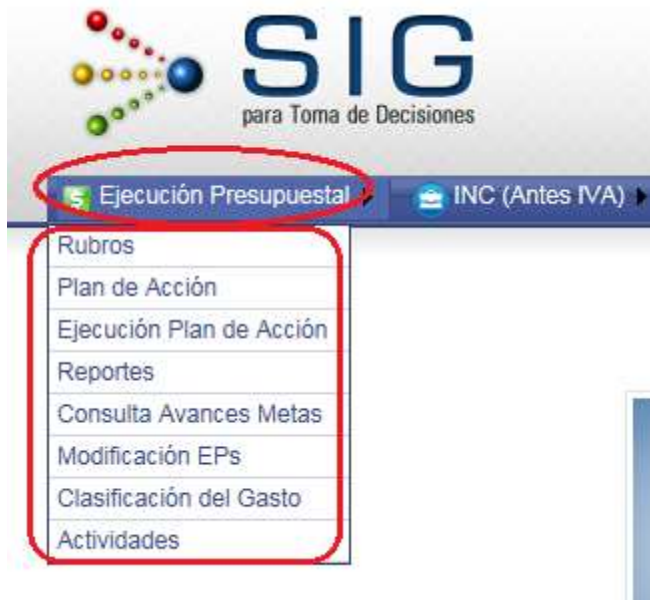 SIG
para Toma de Decisiones
Ejecución Presupuestal INC (Antes IVA)
Rubros
Plan de Acción
Ejecución Plan de Acción
Reportes
Consulta Avances Metas
Modificación EPs
Clasificación del Gasto
Actividades